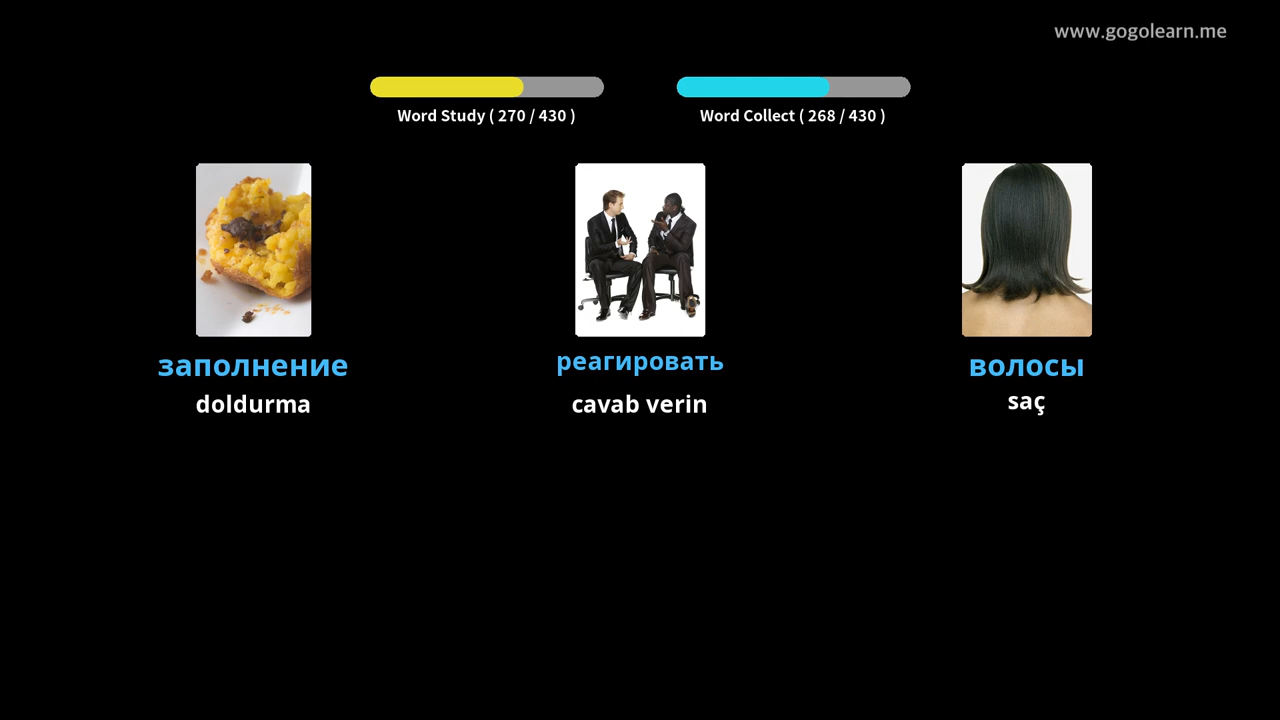 www.gogolearn.me
Word Study ( 270 / 430 )
Word Collect ( 268 / 430 )
заполнение
doldurma
реагировать
cavab verin
волосы
saç